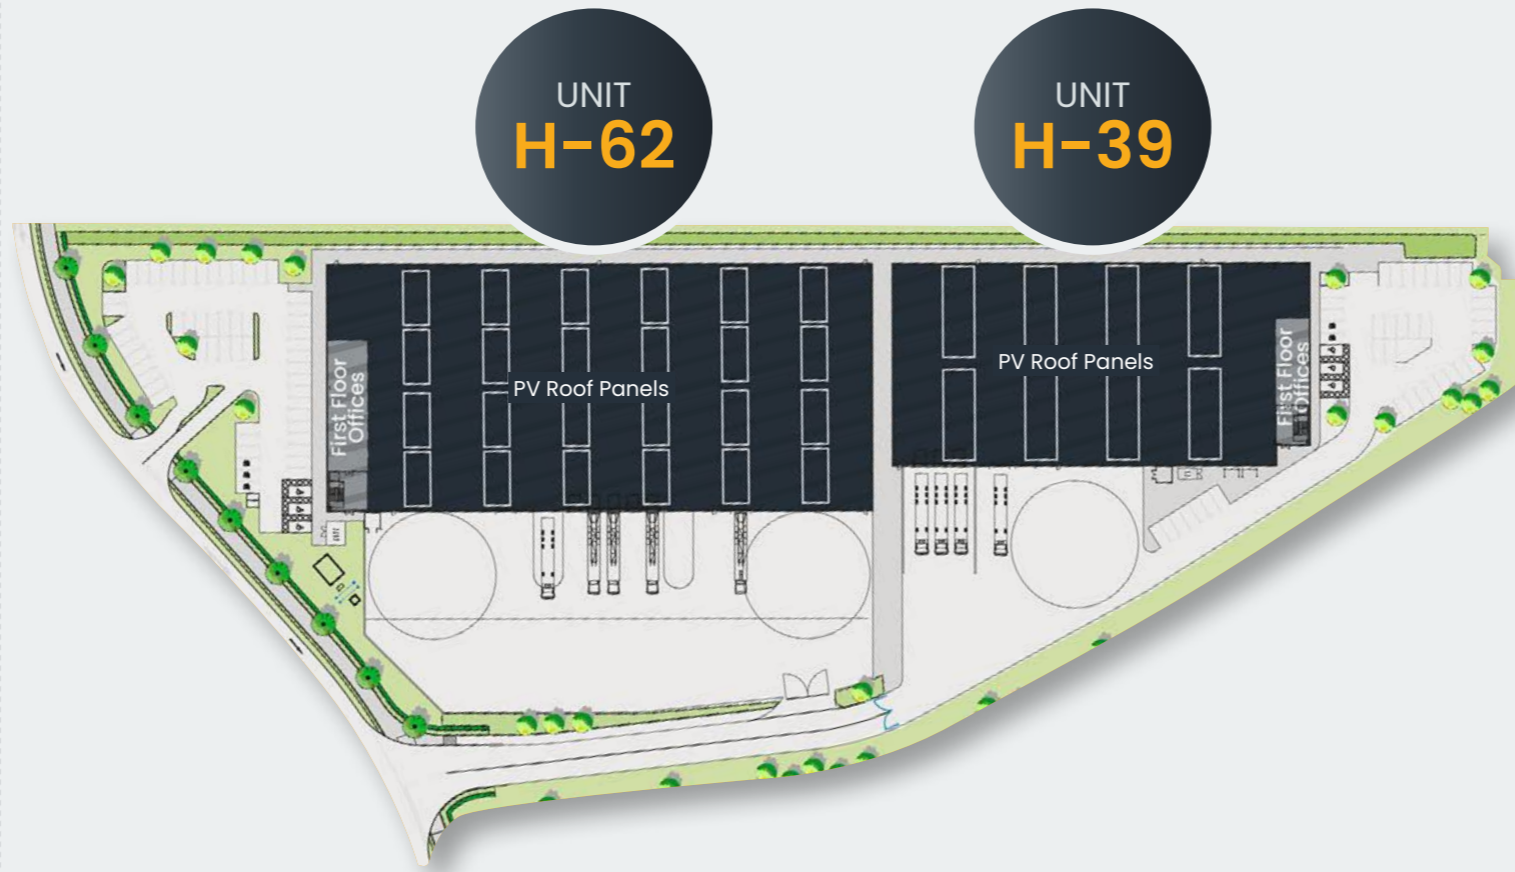 UNIT
H-62
UNIT
H-39
First Floor
Offices
PV Roof Panels
PV Roof Panels
First Floor
Offices